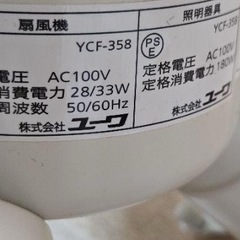 扇風機
YCF-358
電圧 AC100V
消費電力 28/33W
周波数 50/60Hz
株式会社ユーワ
照明器具
PSE
YCF-358
定格電圧 AC100V
定格消費電力 180W
株式会社ユーワ